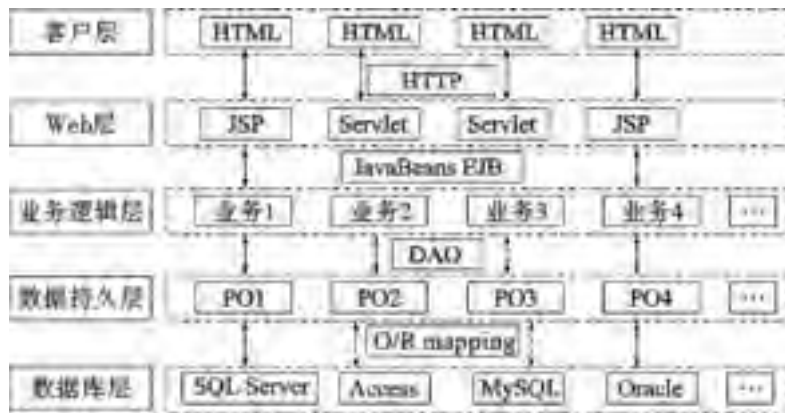 客户层 HTML HTML HTML HTML
HTTP
Web层 JSP Servlet Servlet JSP
JavaBeans EJB
业务逻辑层 业务1 业务2 业务3 业务4 ...
DAO
数据持久层 PO1 PO2 PO3 PO4 ...
O/R mapping
数据库层 SQL Server Access MySQL Oracle ...